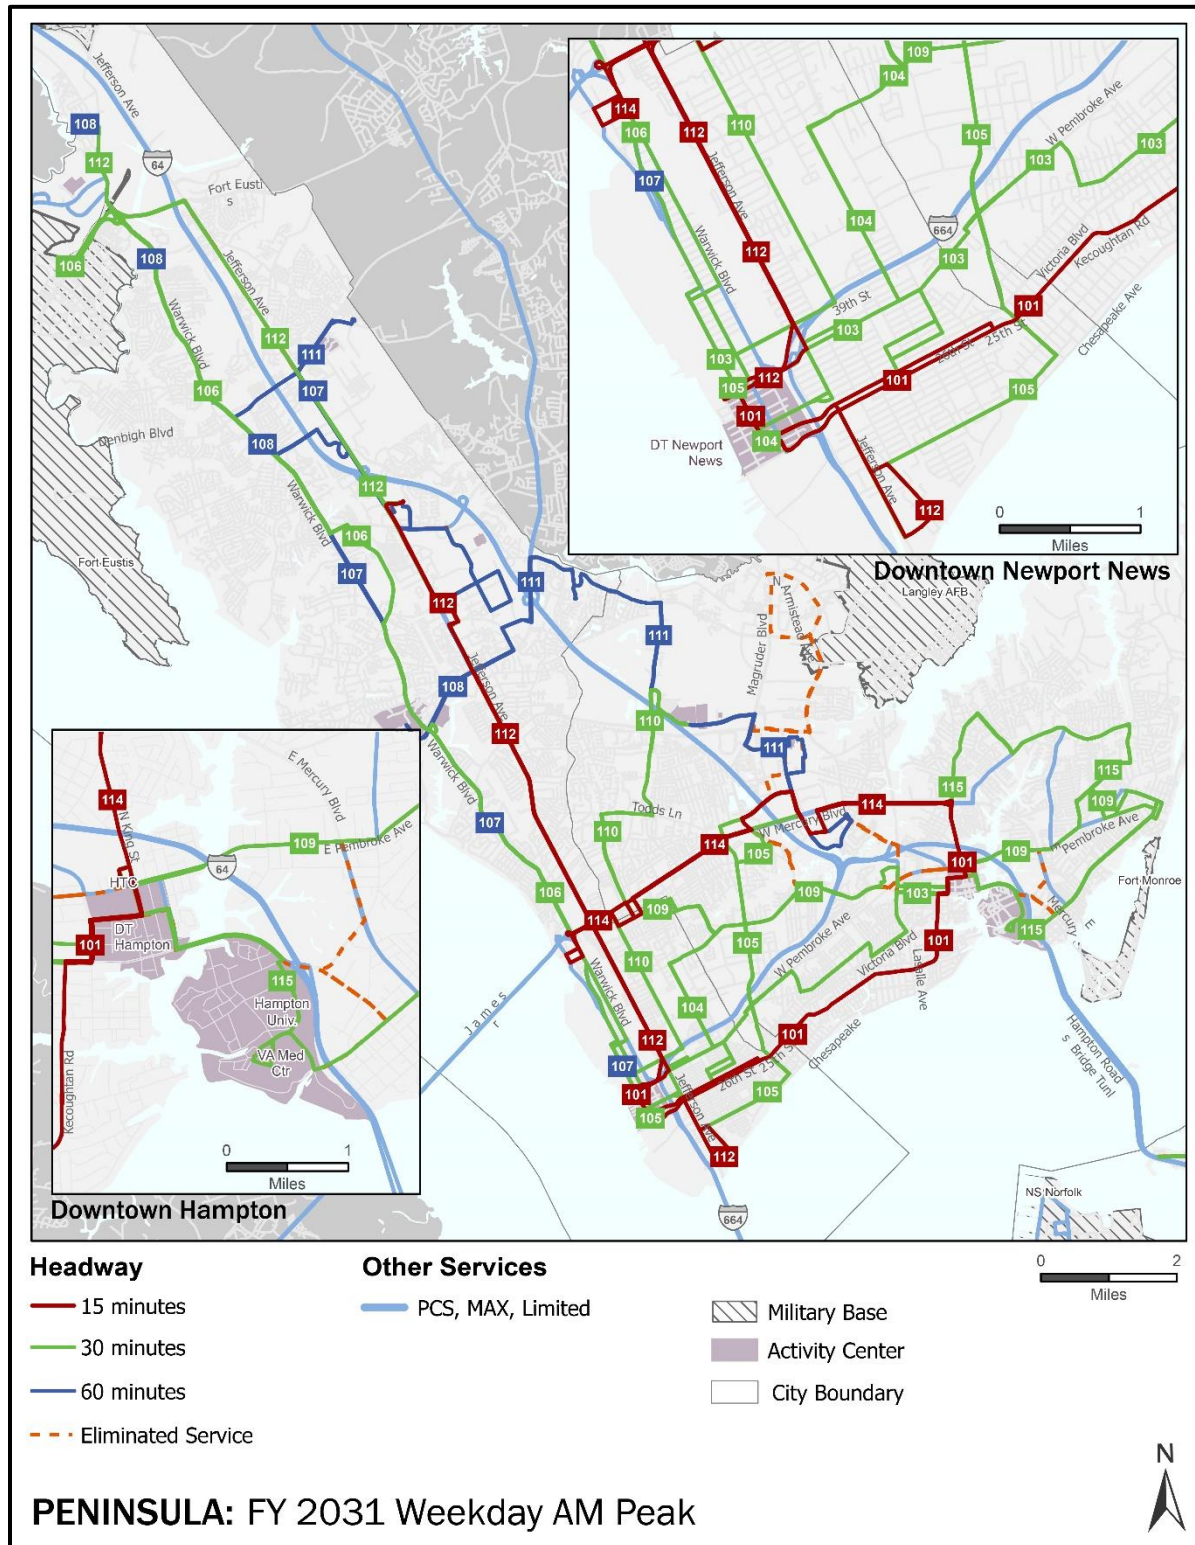 Jefferson Ave
108
112
64
Fort Eusti
s
106
108
Warwick Blvd
Jefferson Ave
112
111
107
106
Denbigh Blvd
108
112
Warwick Blvd
106
107
Fort Eustis
111
112
111
108
Jefferson Ave
112
Warwick Blvd
107
110
Magruder Blvd
N Armistead Ave
Langley AFB
111
Todds Ln
110
W Mercury Blvd
114
114
105
115
115
109
Pembroke Ave
101
109
Fort Monroe
106
109
109
103
Mercury
E
114
W Pembroke Ave
Victoria Blvd
101
Lasalle Ave
115
110
105
Warwick Blvd
104
James
r
101
Chesapeake
112
107
26th St
25th St
101
105
105
Jefferson Ave
112
664
Hampton Road
s Bridge Tunl
NS Norfolk
109
104
114
106
112
110
105
W Pembroke Ave
103
103
107
Jefferson Ave
104
664
Victoria Blvd
Kecoughtan Rd
Warwick Blvd
112
103
39th St
103
101
Chesapeake Ave
26th St
25th St
103
105
112
101
101
105
104
DT Newport
News
Jefferson Ave
112
0 1
Miles
Downtown Newport News
114
N King St
E Mercury Blvd
109
E Pembroke Ave
64
HTC
DT
Hampton
101
115
Hampton
Univ.
VA Med
Ctr
Kecoughtan Rd
0 1
Miles
Downtown Hampton
0 2
Miles
Headway
15 minutes
30 minutes
60 minutes
Eliminated Service
Other Services
PCS, MAX, Limited
Military Base
Activity Center
City Boundary
N
PENINSULA: FY 2031 Weekday AM Peak